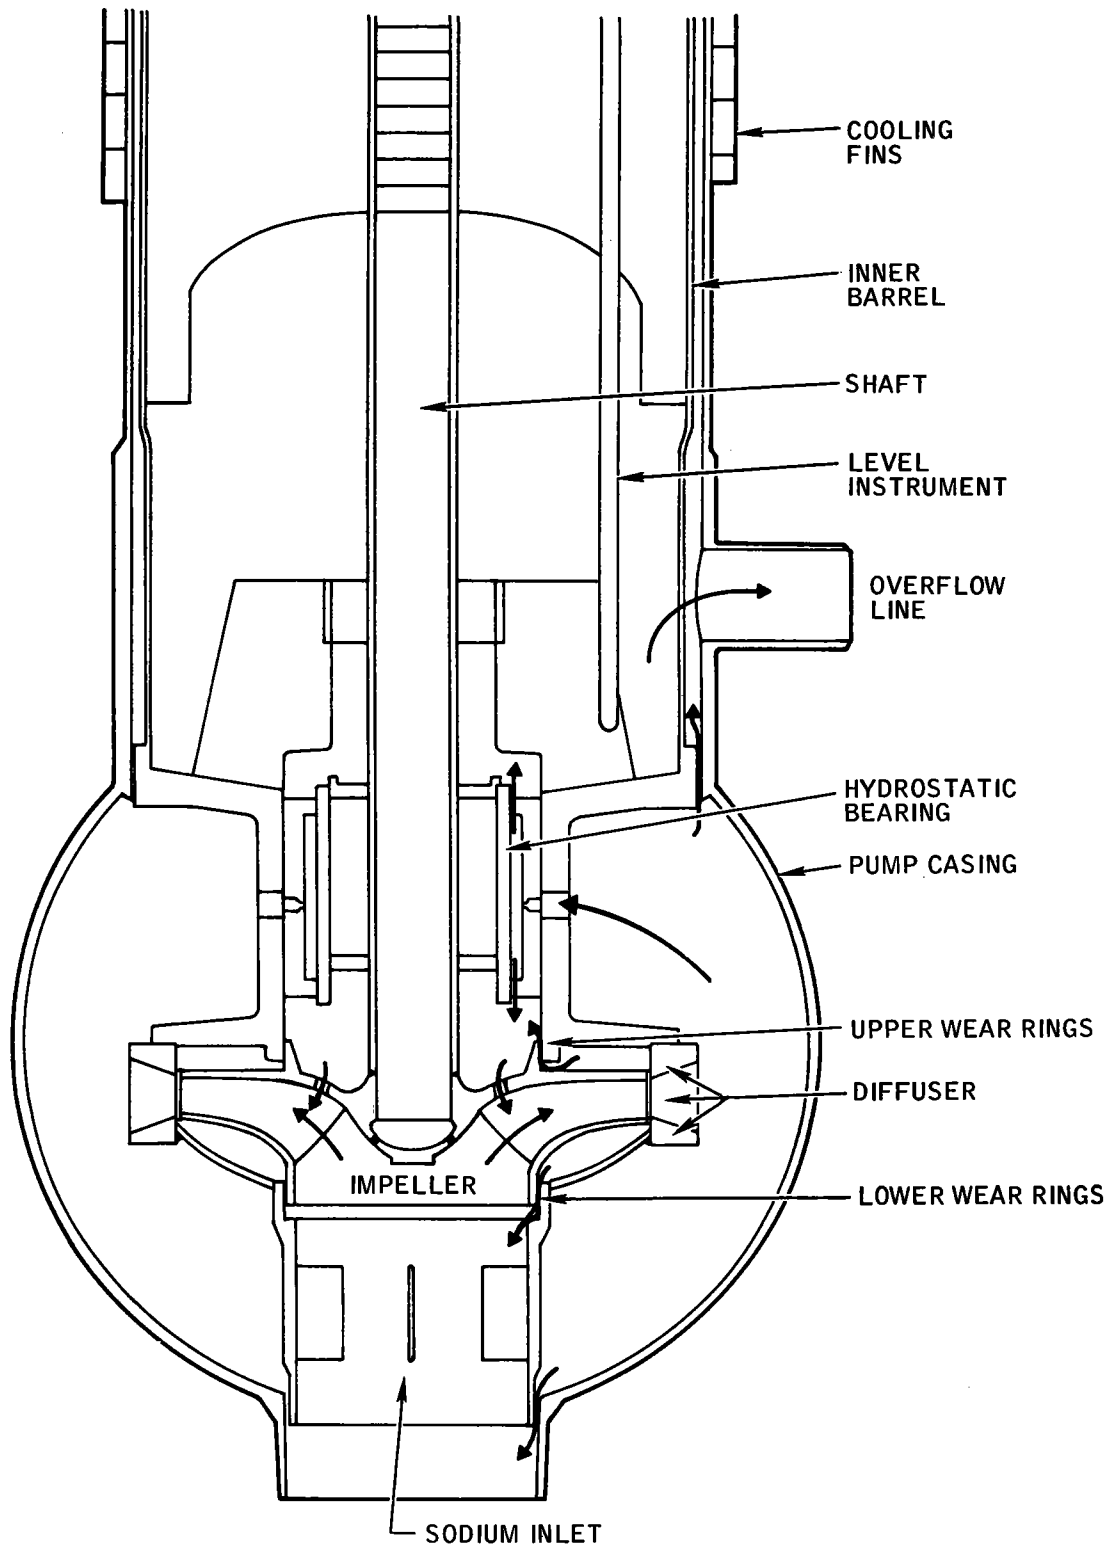 COOLING
FINS
INNER
BARREL
SHAFT
LEVEL
INSTRUMENT
OVERFLOW
LINE
HYDROSTATIC
BEARING
PUMP CASING
UPPER WEAR RINGS
DIFFUSER
IMPELLER
LOWER WEAR RINGS
SODIUM INLET